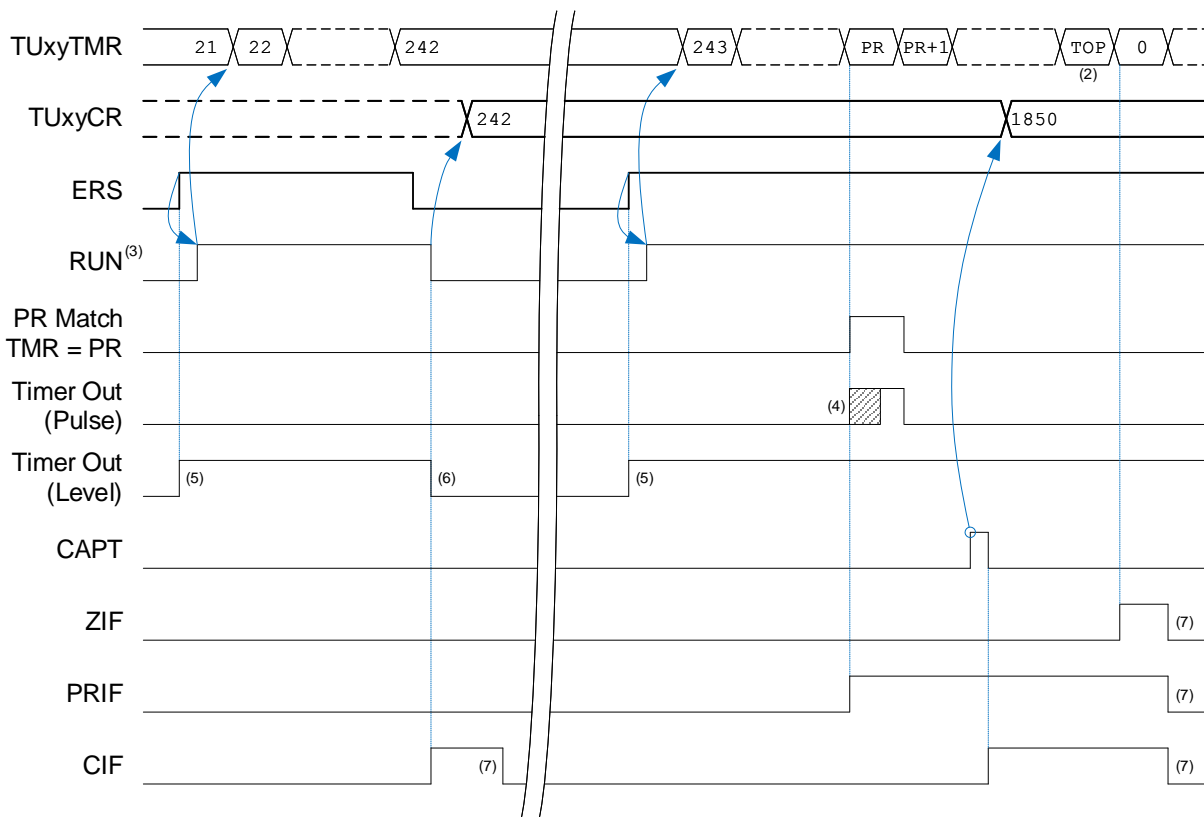 TUxyTMR 21 22 242 243 PR PR+1 TOP 0
(2)
TUxyCR 242 1850
ERS
RUN(3)
PR Match
TMR = PR
Timer Out
(Pulse) (4)
Timer Out
(Level) (5) (6) (5)
CAPT
ZIF (7)
PRIF (7)
CIF (7) (7)